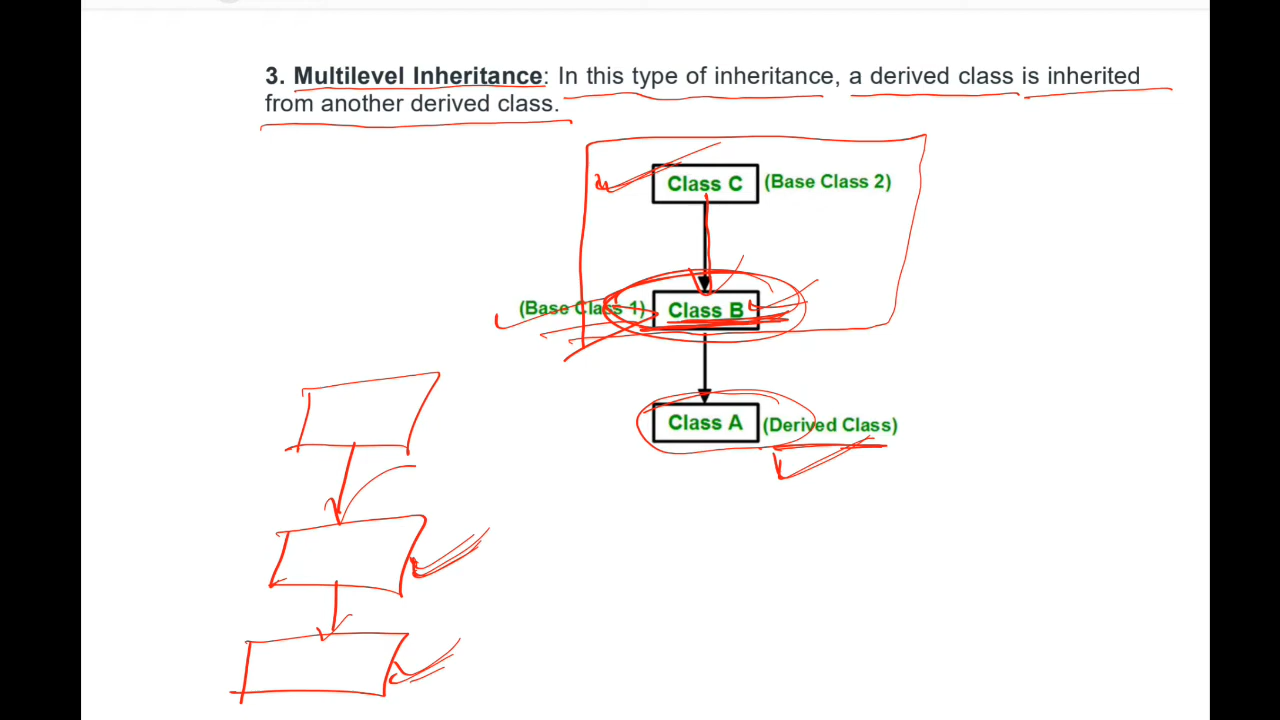 3. Multilevel Inheritance: In this type of inheritance, a derived class is inherited
from another derived class.
Class C (Base Class 2)
(Base Class 1) Class B
Class A (Derived Class)